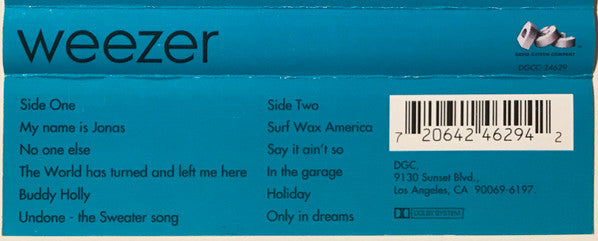 weezer
DAVID GEFFEN COMPANY
DGCC-24629
Side One
My name is Jonas
No one else
The World has turned and left me here
Buddy Holly
Undone - the Sweater song
Side Two
Surf Wax America
Say it ain't so
In the garage
Holiday
Only in dreams
7 20642 46294 2
DGC,
9130 Sunset Blvd.,
Los Angeles, CA 90069-6197.
DOLBY SYSTEM